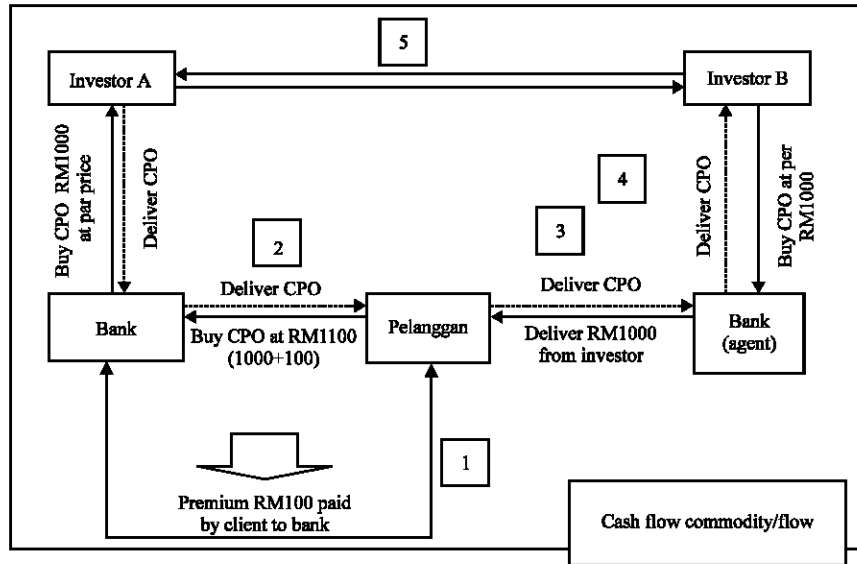 5
Investor A
Investor B
Buy CPO RM1000
at par price
Deliver CPO
4
Deliver CPO
Buy CPO at per
RM1000
2
3
Deliver CPO
Deliver CPO
Bank
Pelanggan
Bank
(agent)
Buy CPO at RM1100
(1000+100)
Deliver RM1000
from investor
1
Premium RM100 paid
by client to bank
Cash flow commodity/flow